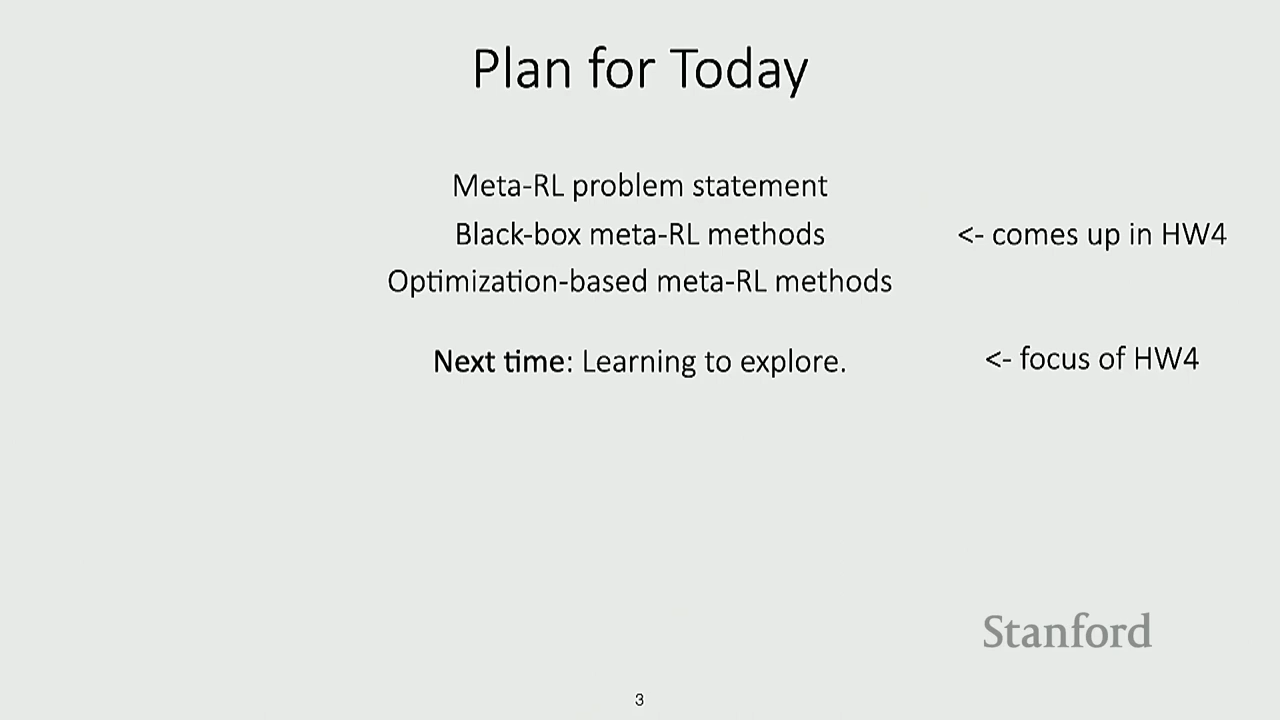 Plan for Today
Meta-RL problem statement
Black-box meta-RL methods <- comes up in HW4
Optimization-based meta-RL methods
Next time: Learning to explore. <- focus of HW4
Stanford
3